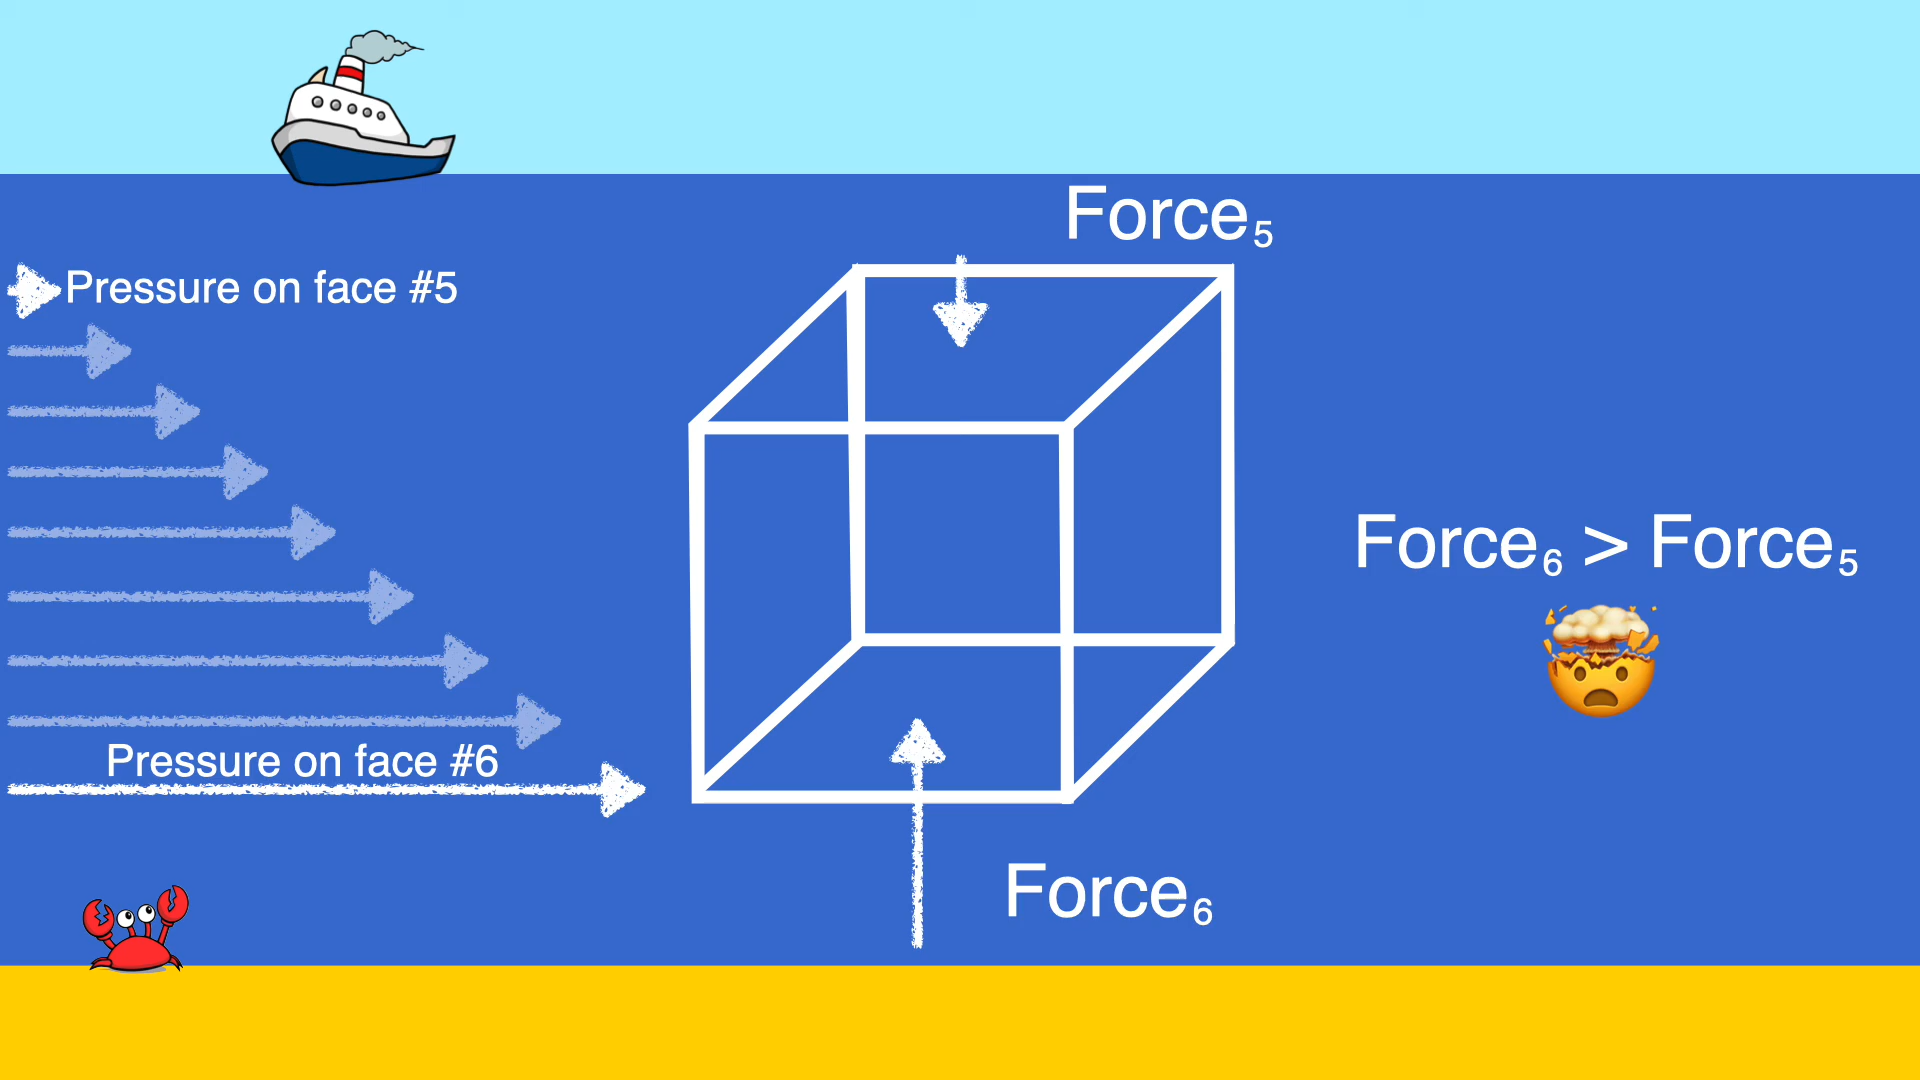 Force₅
Pressure on face #5
Force₆ > Force₅
Pressure on face #6
Force₆